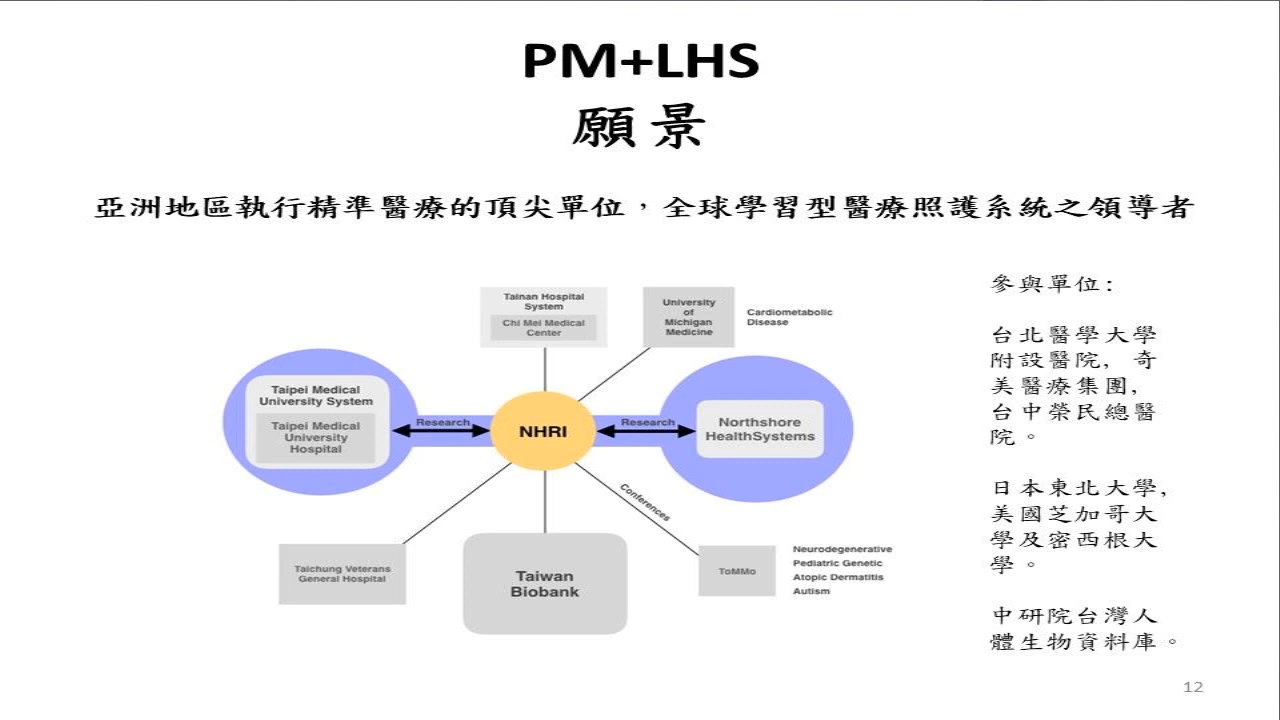 PM+LHS
願景
亞洲地區執行精準醫療的頂尖單位，全球學習型醫療照護系統之領導者
Tainan Hospital
System
Chi Mei Medical
Center
University
of
Michigan
Medicine
Cardiometabolic
Disease
Taipei Medical
University System
Taipei Medical
University
Hospital
Research
NHRI
Research
Northshore
HealthSystems
Conferences
Taichung Veterans
General Hospital
Taiwan
Biobank
ToMMo
Neurodegenerative
Pediatric Genetic
Atopic Dermatitis
Autism
參與單位:
台北醫學大學
附設醫院, 奇
美醫療集團,
台中榮民總醫
院。
日本東北大學,
美國芝加哥大
學及密西根大
學。
中研院台灣人
體生物資料庫。
12